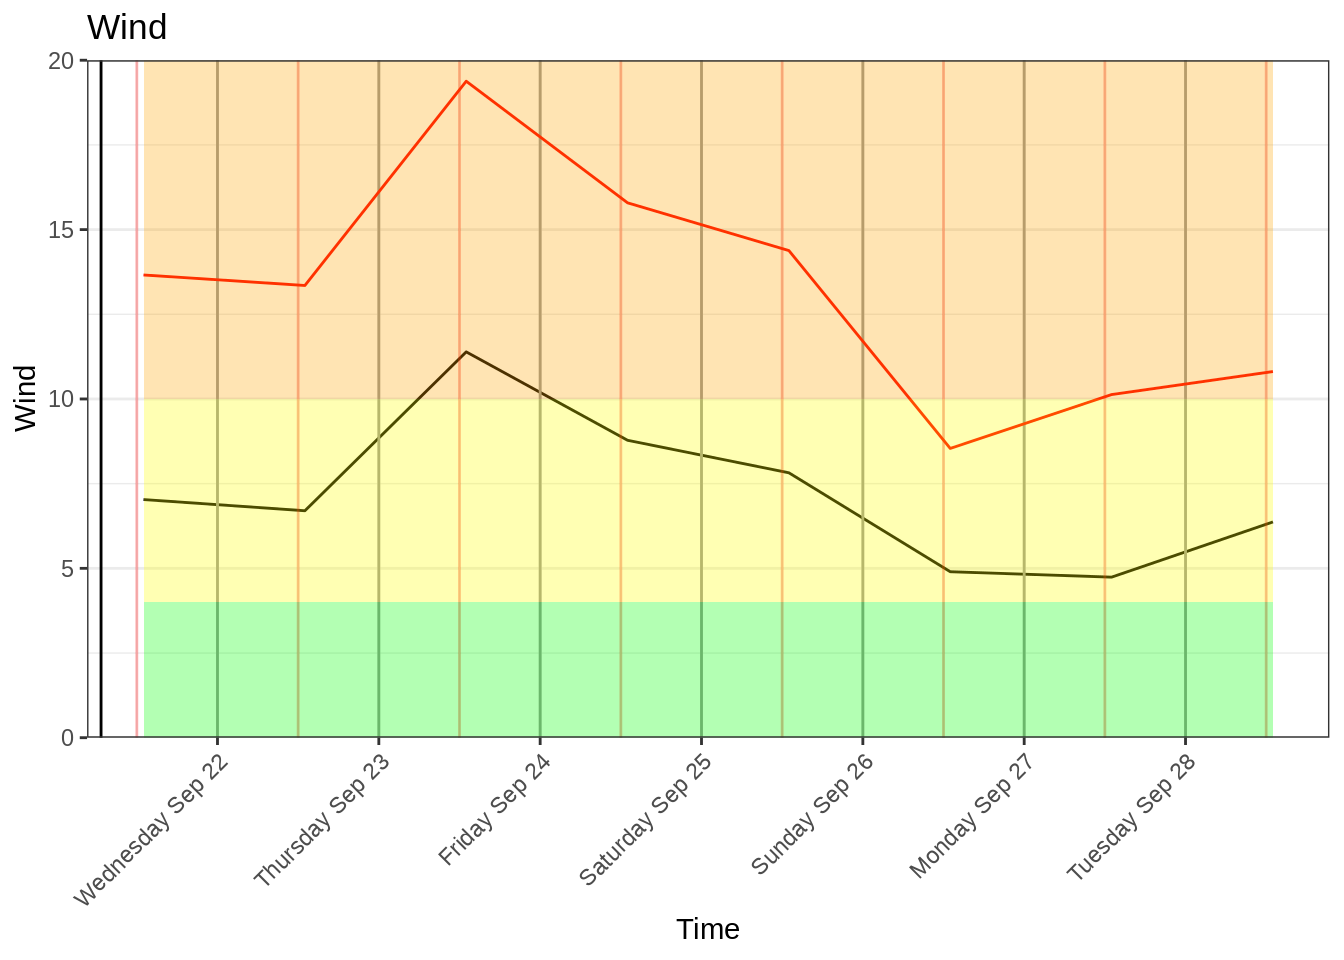 Wind
20
15
10
5
0
Wind
Wednesday Sep 22
Thursday Sep 23
Friday Sep 24
Saturday Sep 25
Sunday Sep 26
Monday Sep 27
Tuesday Sep 28
Time